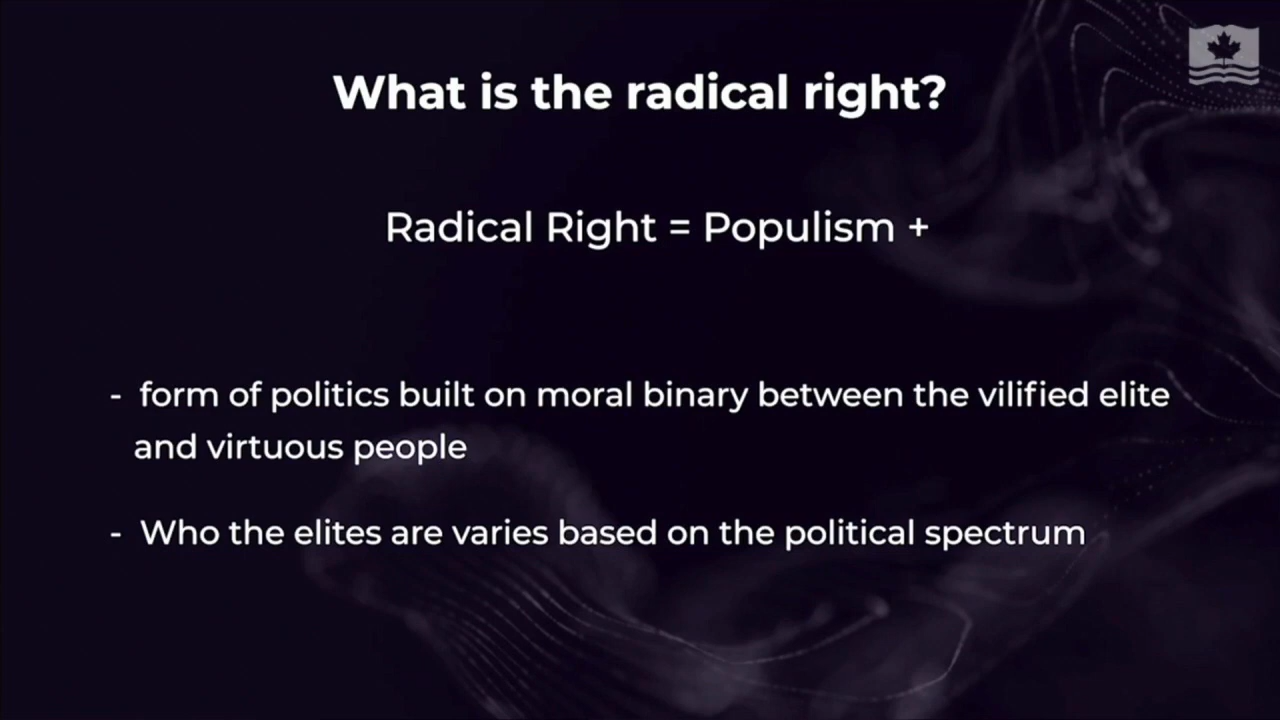 What is the radical right?
Radical Right = Populism +
- form of politics built on moral binary between the vilified elite
and virtuous people
- Who the elites are varies based on the political spectrum